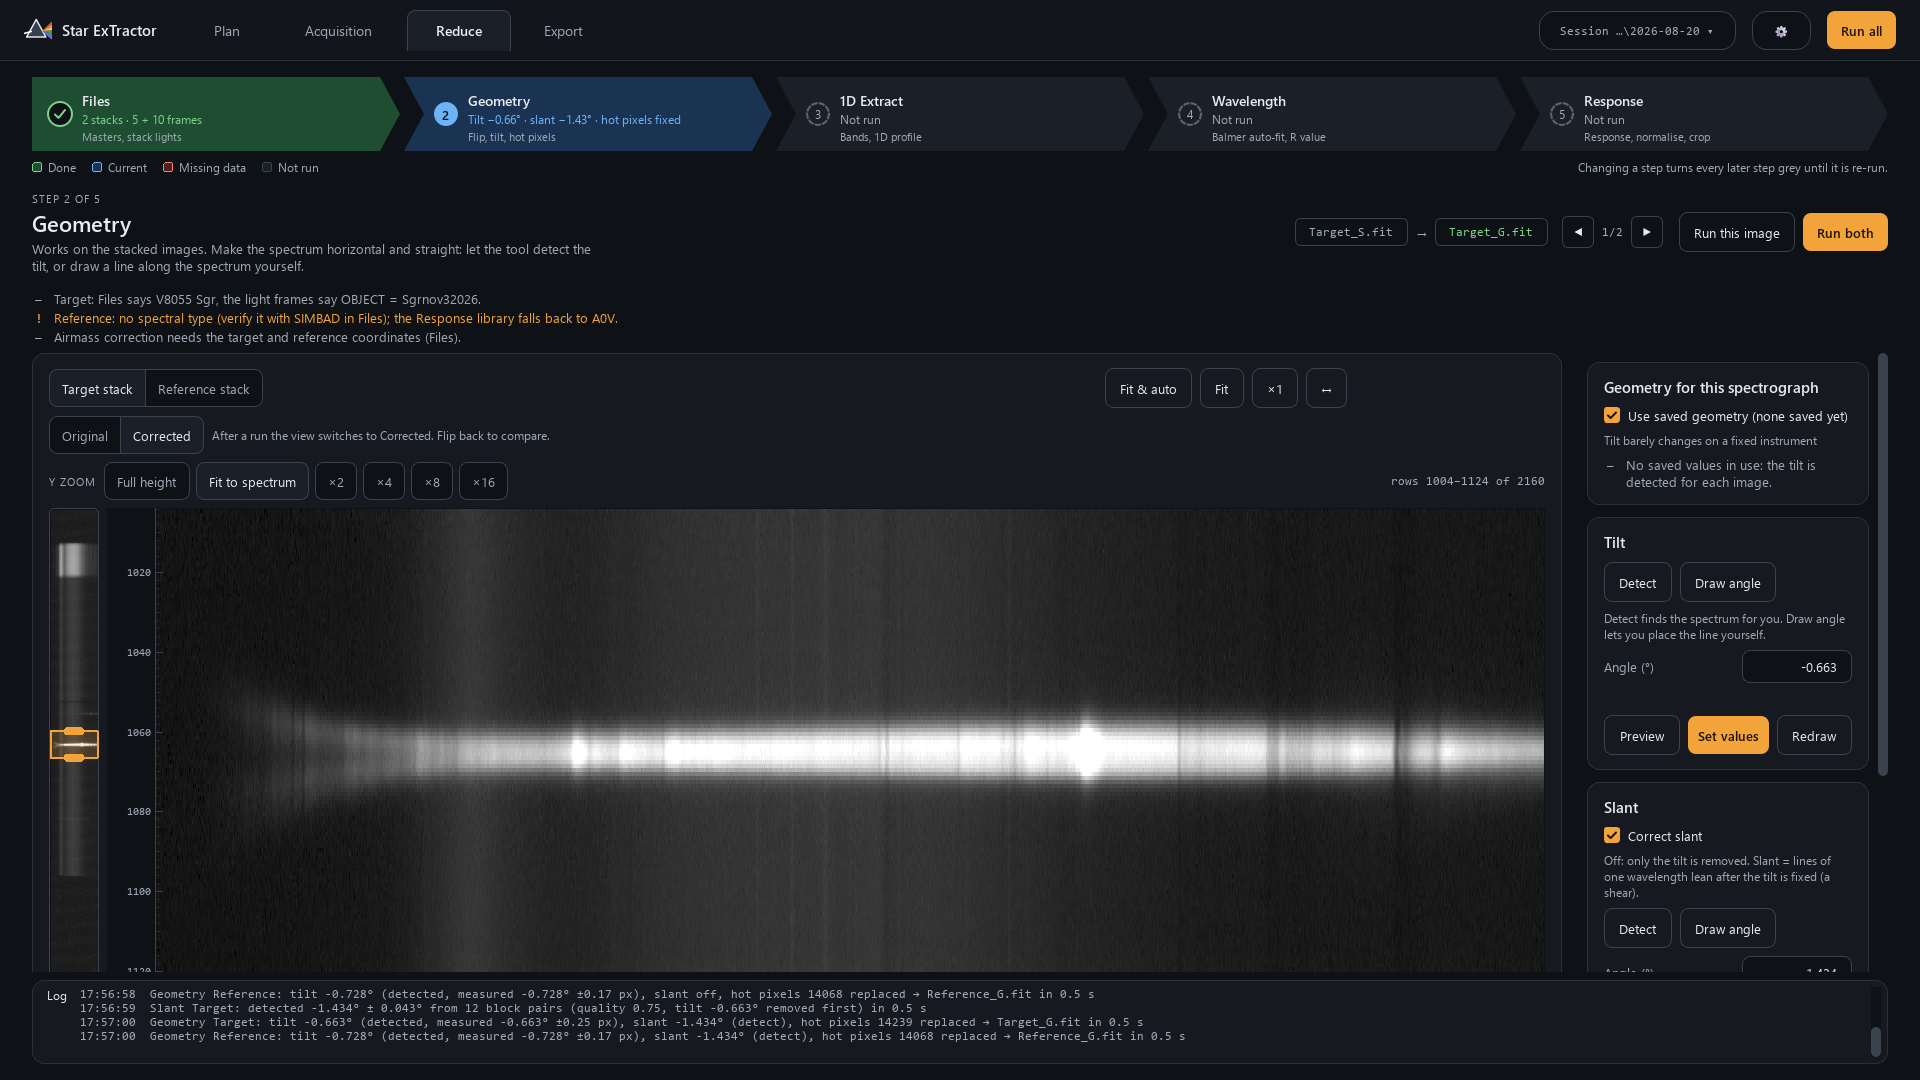 Star ExTractor
Plan
Acquisition
Reduce
Export
Session …\2026-08-20 ▾
Run all
Files
2 stacks · 5 + 10 frames
Masters, stack lights
2
Geometry
Tilt −0.66° · slant −1.43° · hot pixels fixed
Flip, tilt, hot pixels
3
1D Extract
Not run
Bands, 1D profile
4
Wavelength
Not run
Balmer auto-fit, R value
5
Response
Not run
Response, normalise, crop
Done
Current
Missing data
Not run
Changing a step turns every later step grey until it is re-run.
STEP 2 OF 5
Geometry
Works on the stacked images. Make the spectrum horizontal and straight: let the tool detect the
tilt, or draw a line along the spectrum yourself.
Target_S.fit → Target_G.fit
◄ 1/2 ►
Run this image
Run both
– Target: Files says V8055 Sgr, the light frames say OBJECT = Sgrnov32026.
! Reference: no spectral type (verify it with SIMBAD in Files); the Response library falls back to A0V.
– Airmass correction needs the target and reference coordinates (Files).
Target stack
Reference stack
Fit & auto
Fit
×1
↔
Original
Corrected
After a run the view switches to Corrected. Flip back to compare.
Y ZOOM
Full height
Fit to spectrum
×2
×4
×8
×16
rows 1004–1124 of 2160
1020
1040
1060
1080
1100
1120
Geometry for this spectrograph
Use saved geometry (none saved yet)
Tilt barely changes on a fixed instrument
– No saved values in use: the tilt is
detected for each image.
Tilt
Detect
Draw angle
Detect finds the spectrum for you. Draw angle
lets you place the line yourself.
Angle (°)
-0.663
Preview
Set values
Redraw
Slant
Correct slant
Off: only the tilt is removed. Slant = lines of
one wavelength lean after the tilt is fixed (a
shear).
Detect
Draw angle
Angle (°)
-1.434
Log
17:56:58 Geometry Reference: tilt -0.728° (detected, measured -0.728° ±0.17 px), slant off, hot pixels 14068 replaced → Reference_G.fit in 0.5 s
17:56:59 Slant Target: detected -1.434° ± 0.043° from 12 block pairs (quality 0.75, tilt -0.663° removed first) in 0.5 s
17:57:00 Geometry Target: tilt -0.663° (detected, measured -0.663° ±0.25 px), slant -1.434° (detect), hot pixels 14239 replaced → Target_G.fit in 0.5 s
17:57:00 Geometry Reference: tilt -0.728° (detected, measured -0.728° ±0.17 px), slant -1.434° (detect), hot pixels 14068 replaced → Reference_G.fit in 0.5 s